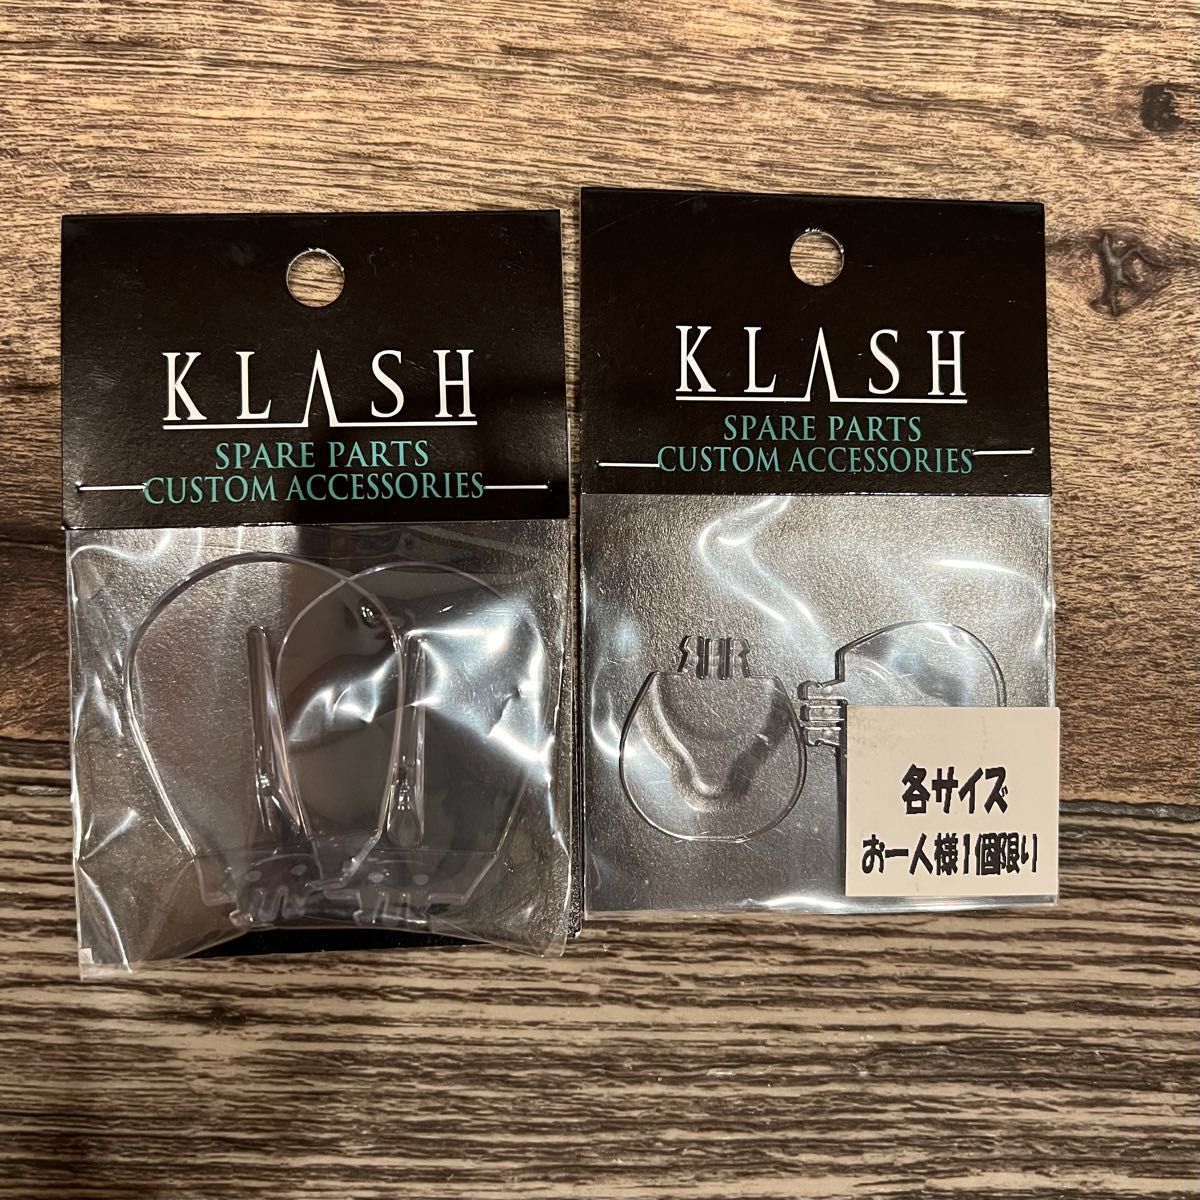 KLASH
SPARE PARTS
CUSTOM ACCESSORIES
KLASH
SPARE PARTS
CUSTOM ACCESSORIES
各サイズ
お一人様1個限り